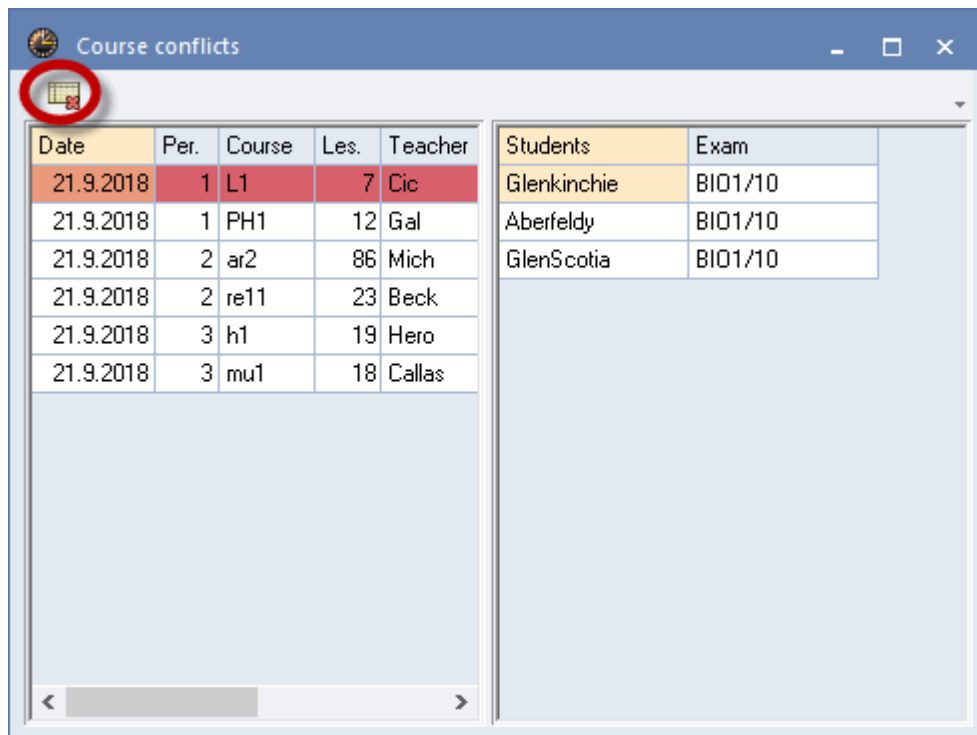 Course conflicts
Date Per. Course Les. Teacher
21.9.2018 1 L1 7 Cic
21.9.2018 1 PH1 12 Gal
21.9.2018 2 ar2 86 Mich
21.9.2018 2 re11 23 Beck
21.9.2018 3 h1 19 Hero
21.9.2018 3 mu1 18 Callas
Students Exam
Glenkinchie BIO1/10
Aberfeldy BIO1/10
GlenScotia BIO1/10